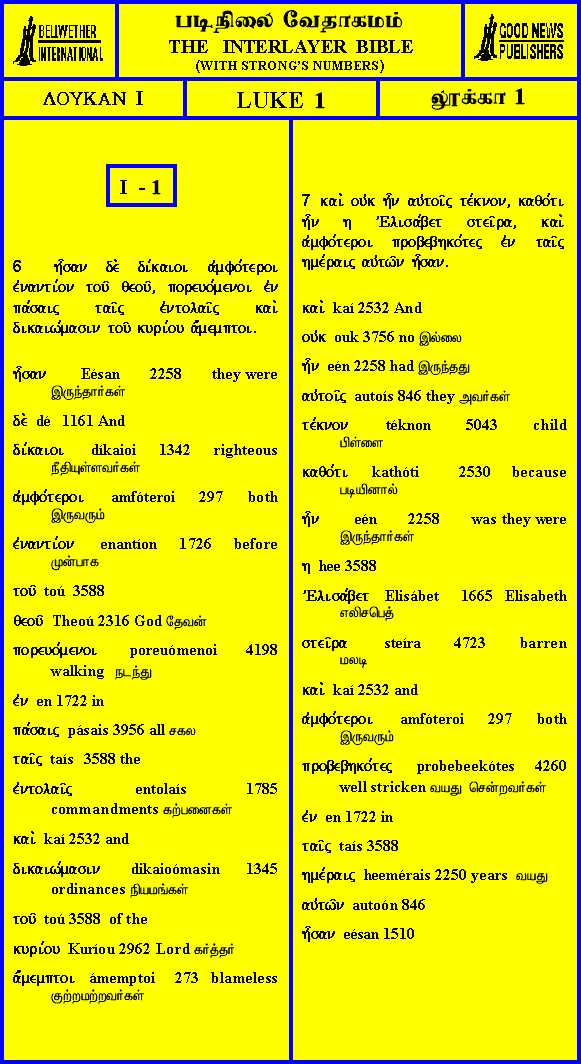 BELLWETHER
INTERNATIONAL
படிநிலை வேதாகமம்
THE INTERLAYER BIBLE
(WITH STRONG'S NUMBERS)
GOOD NEWS
PUBLISHERS
ΛΟΥΚΑΝ I
LUKE 1
லூக்கா 1
I - 1
6 ἦσαν δὲ δίκαιοι ἀμφότεροι
ἐναντίον τοῦ θεοῦ, πορευόμενοι ἐν
πάσαις ταῖς ἐντολαῖς καὶ
δικαιώμασιν τοῦ κυρίου ἄμεμπτοι.
ἦσαν Eésan 2258 they were
இருந்தார்கள்
δὲ dé 1161 And
δίκαιοι díkaioi 1342 righteous
நீதியுள்ளவர்கள்
ἀμφότεροι amfóteroi 297 both
இருவரும்
ἐναντίον enantíon 1726 before
முன்பாக
τοῦ toú 3588
θεοῦ Theoú 2316 God தேவன்
πορευόμενοι poreuómenoi 4198
walking நடந்து
ἐν en 1722 in
πάσαις pásais 3956 all சகல
ταῖς taís 3588 the
ἐντολαῖς entolaís 1785
commandments கற்பனைகள்
καὶ kaí 2532 and
δικαιώμασιν dikaioómasin 1345
ordinances நியமங்கள்
τοῦ toú 3588 of the
κυρίου Kuríou 2962 Lord கர்த்தர்
ἄμεμπτοι ámemptoi 273 blameless
குற்றமற்றவர்கள்
7 καὶ οὐκ ἦν αὐτοῖς τέκνον, καθότι
ἦν η Ἐλισάβετ στεῖρα, καὶ
ἀμφότεροι προβεβηκότες ἐν ταῖς
ημέραις αὐτῶν ἦσαν.
καὶ kaí 2532 And
οὐκ ouk 3756 no இல்லை
ἦν eén 2258 had இருந்தது
αὐτοῖς autoís 846 they அவர்கள்
τέκνον téknon 5043 child
பிள்ளை
καθότι kathóti 2530 because
படியினால்
ἦν eén 2258 was they were
இருந்தார்கள்
η hee 3588
Ἐλισάβετ Elisábet 1665 Elisabeth
எலிசபெத்
στεῖρα steíra 4723 barren
மலடி
καὶ kaí 2532 and
ἀμφότεροι amfóteroi 297 both
இருவரும்
προβεβηκότες probebeekótes 4260
well stricken வயது சென்றவர்கள்
ἐν en 1722 in
ταῖς taís 3588
ημέραις heemérais 2250 years வயது
αὐτῶν autoón 846
ἦσαν eésan 1510